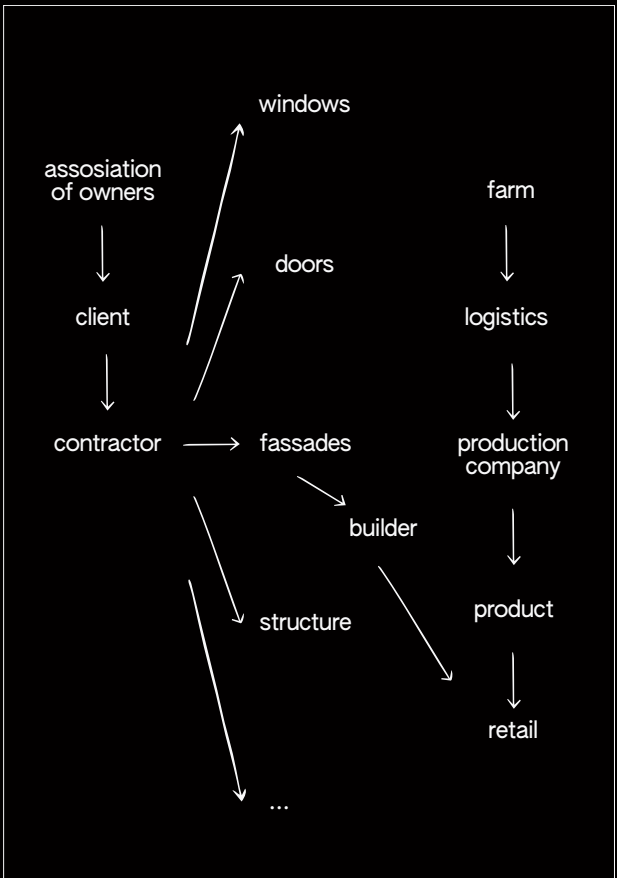 windows
assosiation
of owners
farm
doors
client
logistics
contractor
fassades
production
company
builder
product
structure
retail
...